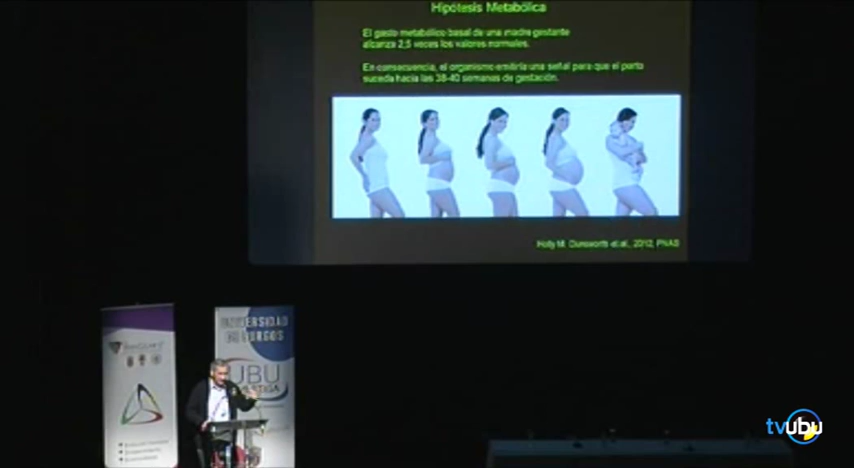 Hipótesis Metabólica
El gasto metabólico basal de una madre gestante
alcanza 2,5 veces los valores normales.
En consecuencia, el organismo emitiría una señal para que el parto
suceda hacia las 38-40 semanas de gestación.
Holly M. Dunsworth et al., 2012, PNAS
UNIVERSIDAD
DE BURGOS
UBU
tvubu